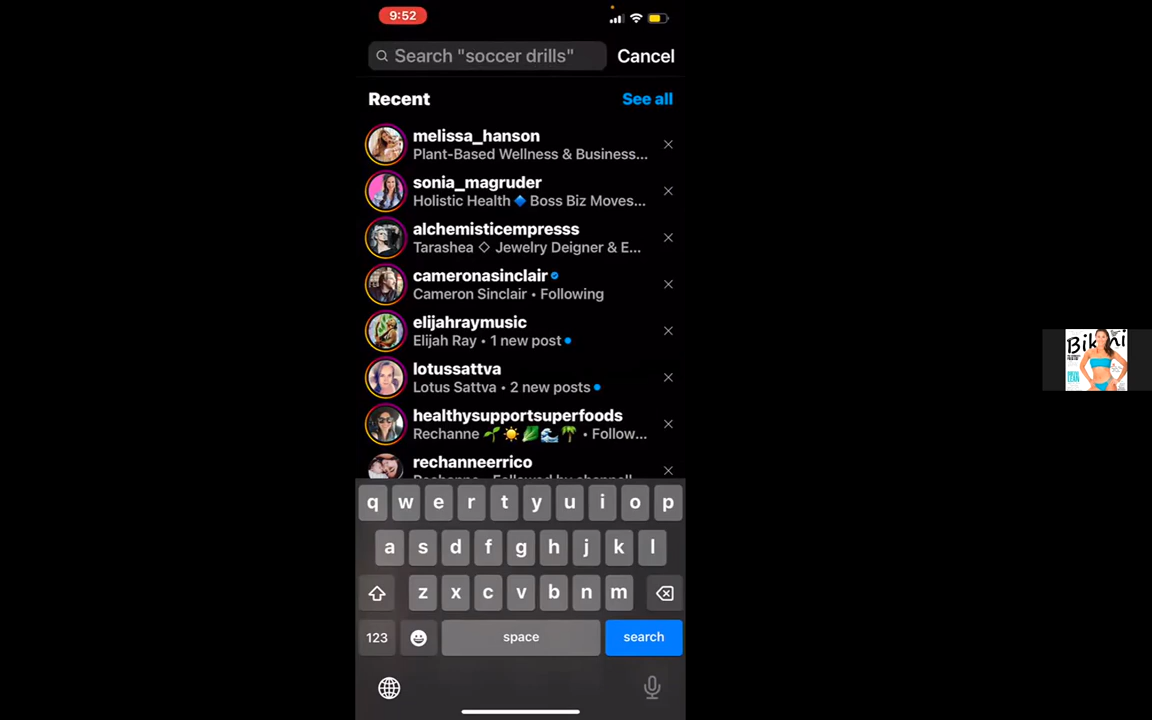 9:52
Search "soccer drills"
Cancel
Recent
See all
melissa_hanson
Plant-Based Wellness & Business...
sonia_magruder
Holistic Health🔷 Boss Biz Moves...
alchemisticempresss
Tarashea ◇ Jewelry Deigner & E...
cameronasinclair
Cameron Sinclair • Following
elijahraymusic
Elijah Ray • 1 new post
lotussattva
Lotus Sattva • 2 new posts
healthysupportsuperfoods
Rechanne 🌱☀️🥬🌊🌴 • Follow...
rechanneerrico
q w e r t y u i o p
a s d f g h j k l
z x c v b n m
123
space
search
Bikini